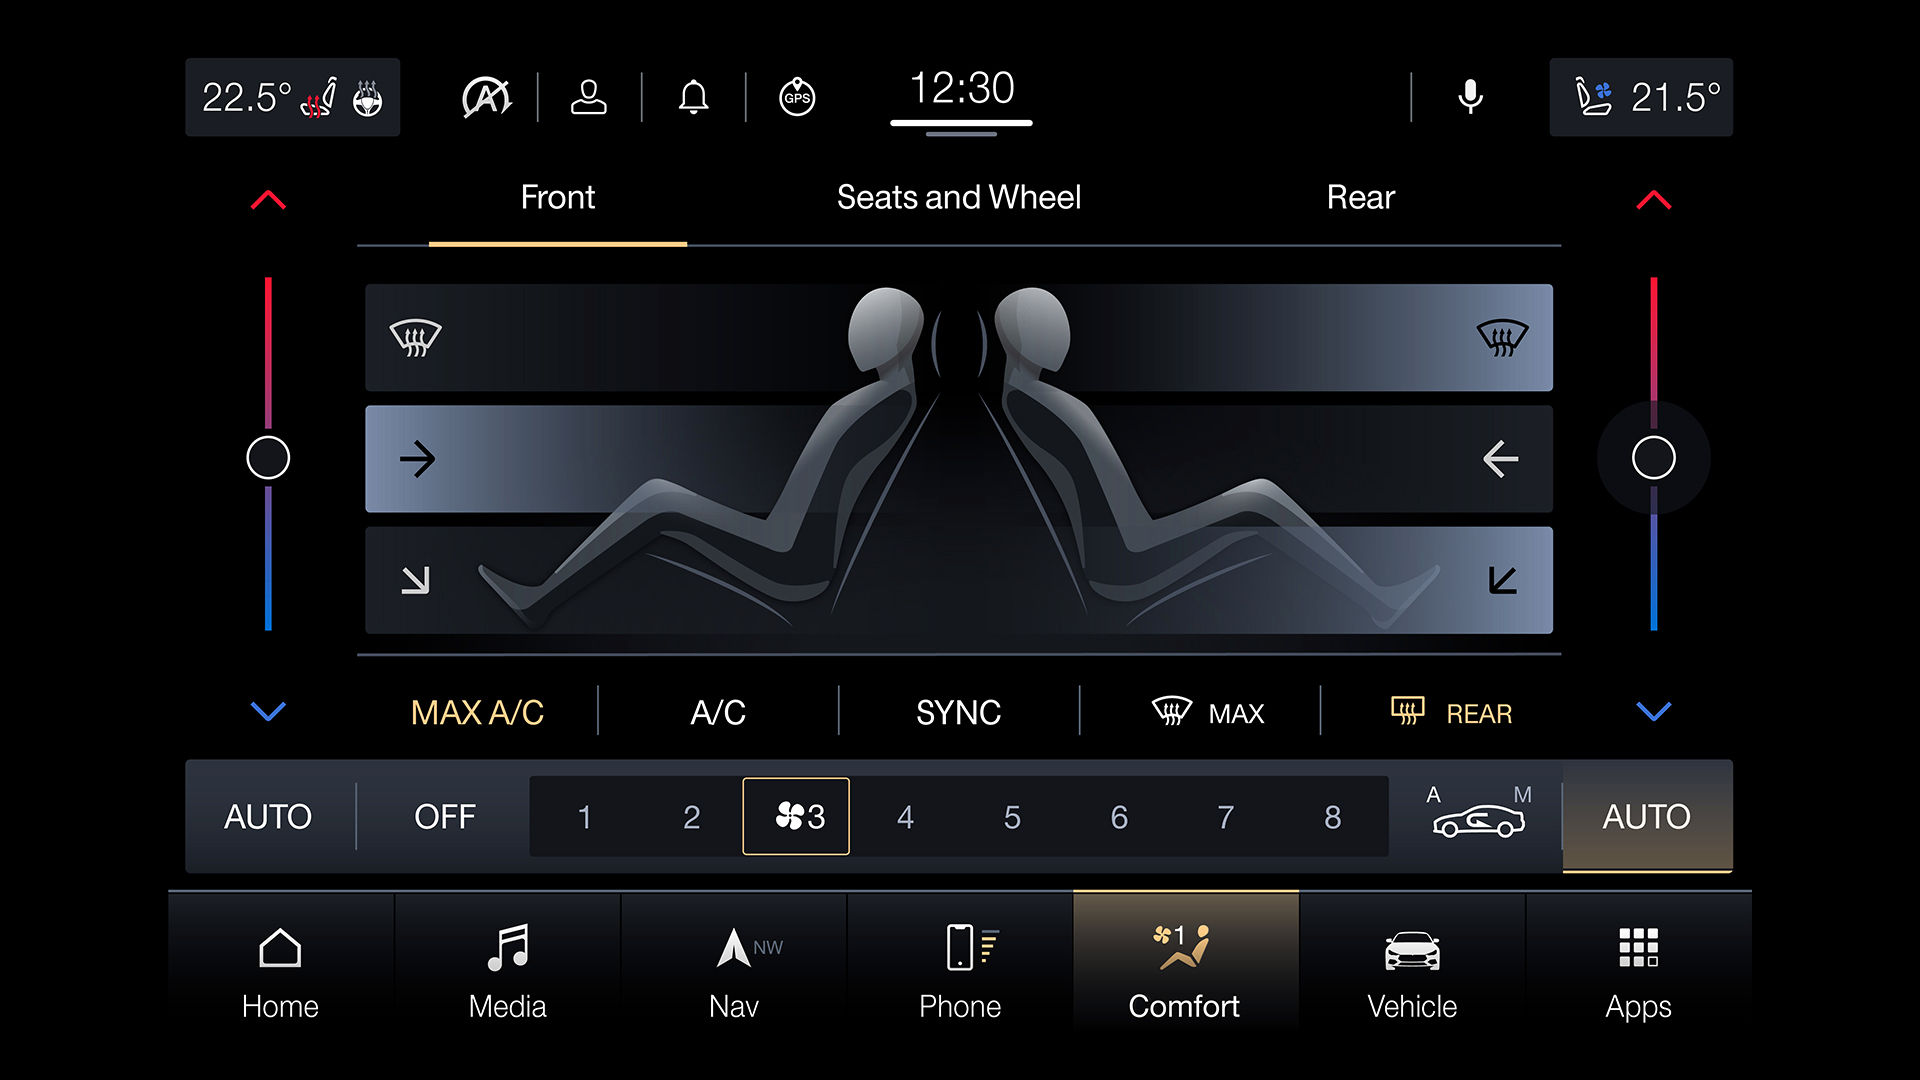 22.5°
A
GPS
12:30
21.5°
Front
Seats and Wheel
Rear
MAX A/C
A/C
SYNC
MAX
REAR
AUTO
OFF
1
2
3
4
5
6
7
8
A
M
AUTO
Home
Media
NW
Nav
Phone
1
Comfort
Vehicle
Apps